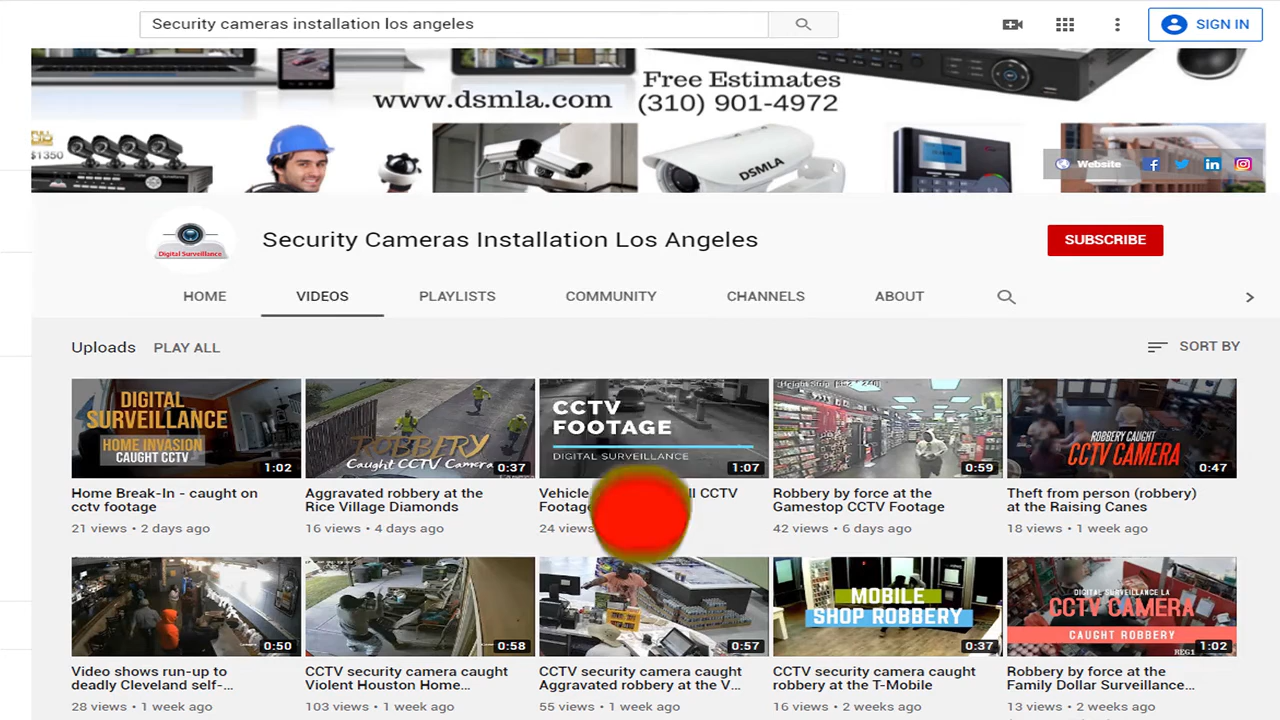 Security cameras installation los angeles
SIGN IN
Free Estimates
www.dsmla.com (310) 901-4972
$1350
DSMLA
Website
Digital Surveillance
Security Cameras Installation Los Angeles
SUBSCRIBE
HOME VIDEOS PLAYLISTS COMMUNITY CHANNELS ABOUT
Uploads PLAY ALL
SORT BY
DIGITAL
SURVEILLANCE
HOME INVASION
CAUGHT CCTV
1:02
ROBBERY
Caught CCTV Camera
0:37
CCTV
FOOTAGE
DIGITAL SURVEILLANCE
1:07
0:59
ROBBERY CAUGHT
CCTV CAMERA
0:47
Home Break-In - caught on
cctv footage
21 views • 2 days ago
Aggravated robbery at the
Rice Village Diamonds
16 views • 4 days ago
Vehicle CCTV
24 views
Robbery by force at the
Gamestop CCTV Footage
42 views • 6 days ago
Theft from person (robbery)
at the Raising Canes
18 views • 1 week ago
0:50
0:58
0:57
MOBILE
SHOP ROBBERY
0:37
DIGITAL SURVEILLANCE LA
CCTV CAMERA
CAUGHT ROBBERY
REG1
1:02
Video shows run-up to
deadly Cleveland self-...
28 views • 1 week ago
CCTV security camera caught
Violent Houston Home...
103 views • 1 week ago
CCTV security camera caught
Aggravated robbery at the V...
55 views • 1 week ago
CCTV security camera caught
robbery at the T-Mobile
16 views • 2 weeks ago
Robbery by force at the
Family Dollar Surveillance...
13 views • 2 weeks ago